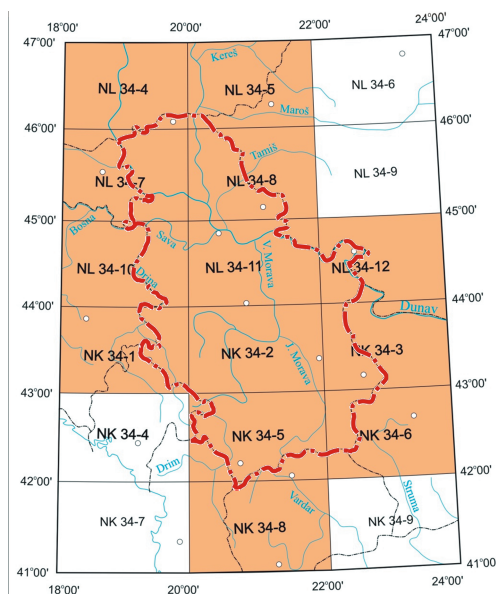 18°00' 20°00' 22°00' 24°00'
47°00' 47°00'
Kereš
NL 34-4 NL 34-5 NL 34-6
Maroš
46°00' 46°00'
Tamiš
NL 34-7 NL 34-8 NL 34-9
45°00' 45°00'
Bosna
Sava
V. Morava
NL 34-10 NL 34-11 NL 34-12
Drina
44°00' 44°00'
Dunav
NK 34-1 NK 34-2 NK 34-3
J. Morava
43°00' 43°00'
NK 34-4 NK 34-5 NK 34-6
Drim
42°00' 42°00'
Struma
Vardar
NK 34-7 NK 34-8 NK 34-9
41°00' 41°00'
18°00' 20°00' 22°00' 24°00'